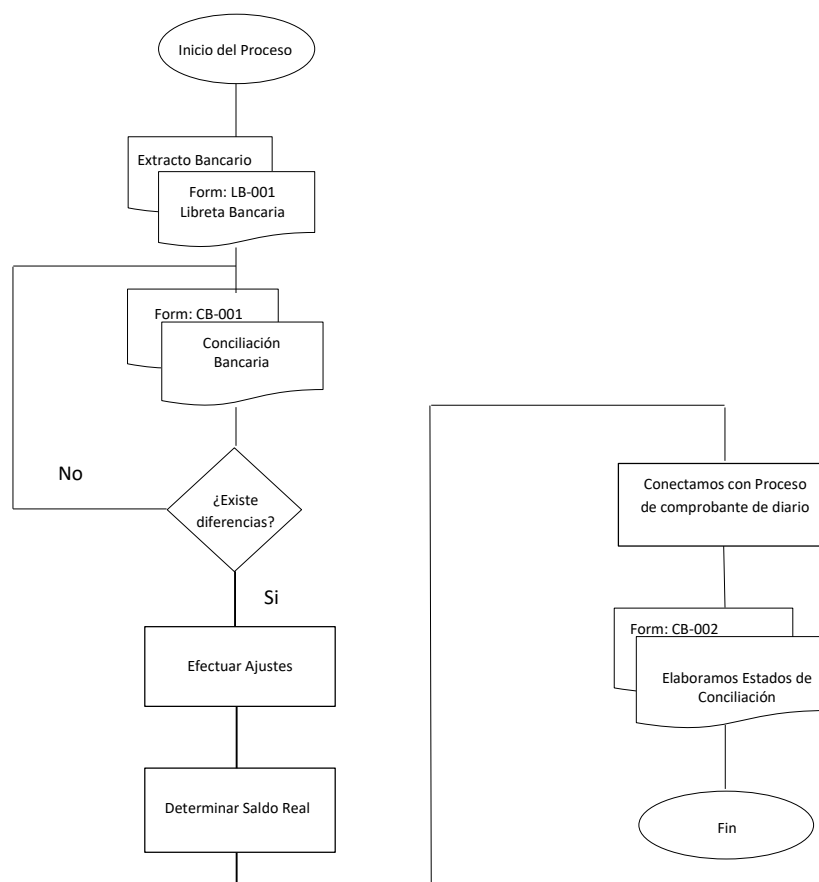 Inicio del Proceso
Extracto Bancario
Form: LB-001
Libreta Bancaria
Form: CB-001
Conciliación
Bancaria
No
¿Existe
diferencias?
Si
Efectuar Ajustes
Determinar Saldo Real
Conectamos con Proceso
de comprobante de diario
Form: CB-002
Elaboramos Estados de
Conciliación
Fin